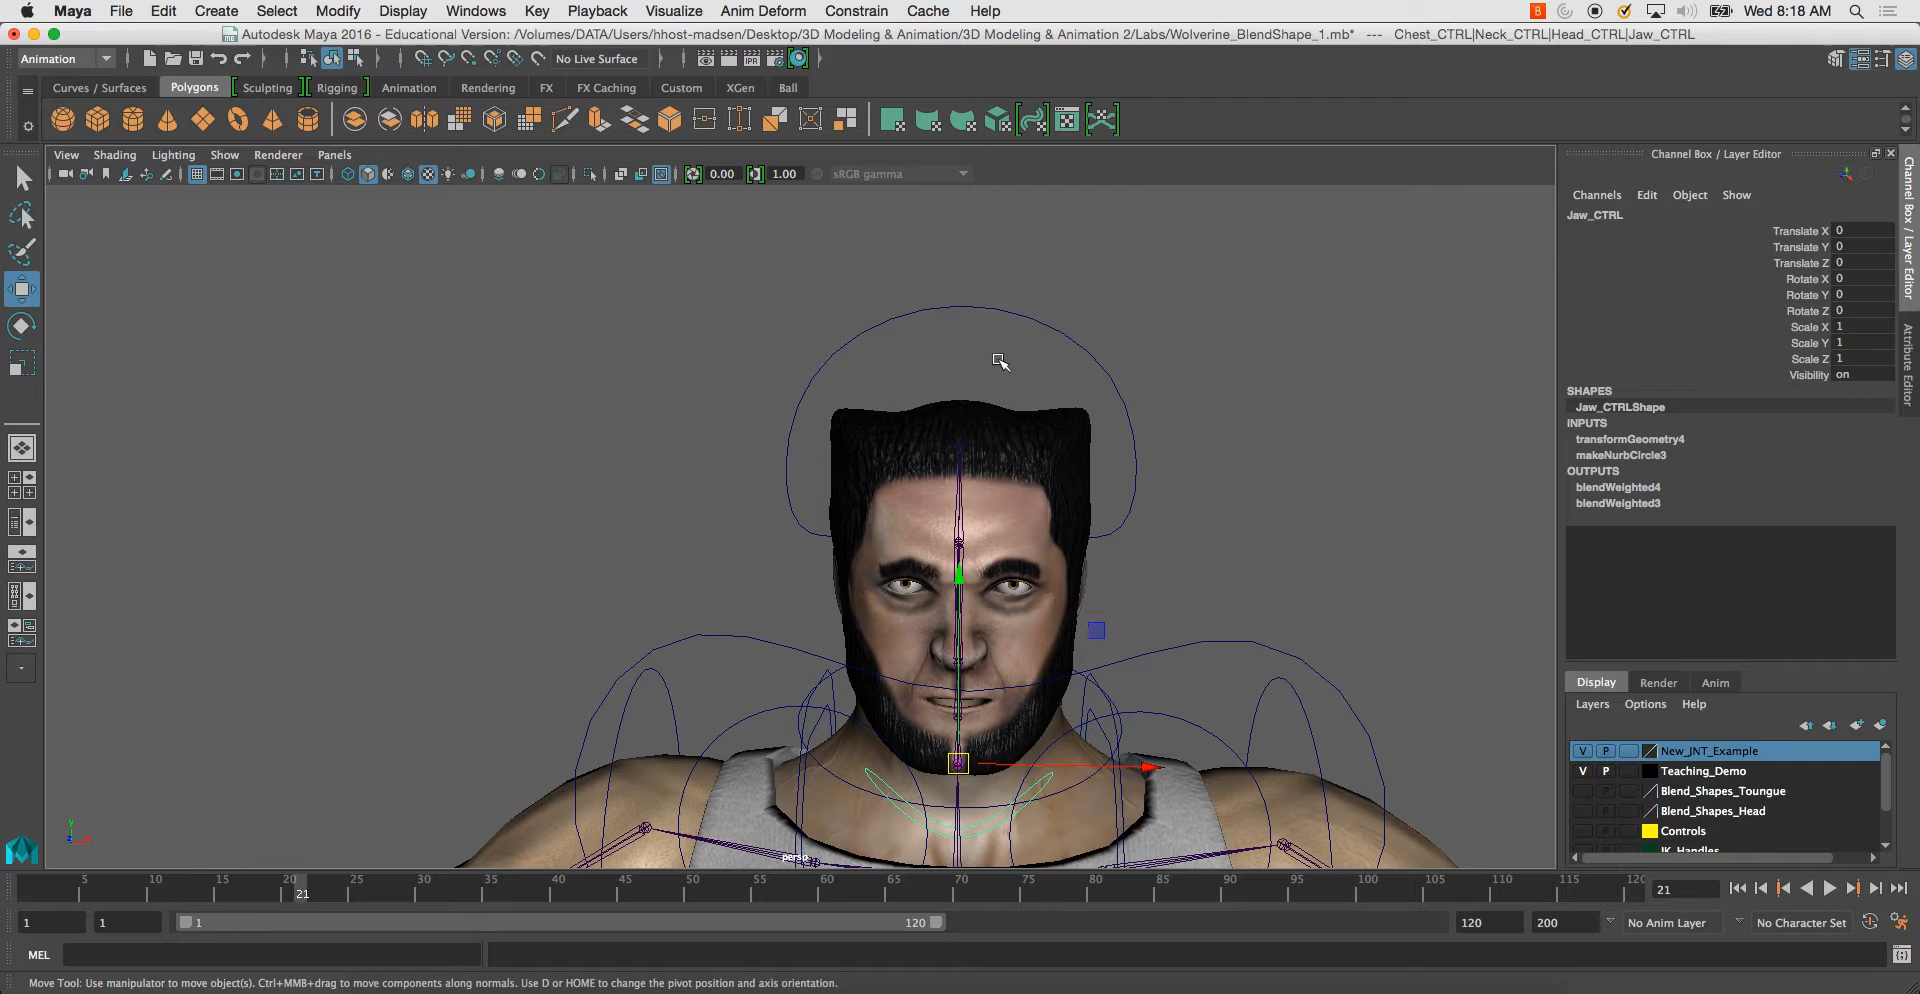 Maya File Edit Create Select Modify Display Windows Key Playback Visualize Anim Deform Constrain Cache Help Wed 8:18 AM
Autodesk Maya 2016 - Educational Version: /Volumes/DATA/Users/hhost-madsen/Desktop/3D Modeling & Animation/3D Modeling & Animation 2/Labs/Wolverine_BlendShape_1.mb* --- Chest_CTRL|Neck_CTRL|Head_CTRL|Jaw_CTRL
Animation No Live Surface
Curves / Surfaces Polygons Sculpting Rigging Animation Rendering FX FX Caching Custom XGen Ball
View Shading Lighting Show Renderer Panels
0.00 1.00 sRGB gamma
Channel Box / Layer Editor
Channels Edit Object Show
Jaw_CTRL
Translate X 0
Translate Y 0
Translate Z 0
Rotate X 0
Rotate Y 0
Rotate Z 0
Scale X 1
Scale Y 1
Scale Z 1
Visibility on
SHAPES
Jaw_CTRLShape
INPUTS
transformGeometry4
makeNurbCircle3
OUTPUTS
blendWeighted4
blendWeighted3
Channel Box / Layer Editor
Attribute Editor
Display Render Anim
Layers Options Help
V P New_JNT_Example
V P Teaching_Demo
Blend_Shapes_Toungue
R Blend_Shapes_Head
R Controls
IK_Handles
persp
5 10 15 20 25 30 35 40 45 50 55 60 65 70 75 80 85 90 95 100 105 110 115 120
21 21
1 1 1 120 120 200 No Anim Layer No Character Set
MEL
Move Tool: Use manipulator to move object(s). Ctrl+MMB+drag to move components along normals. Use D or HOME to change the pivot position and axis orientation.